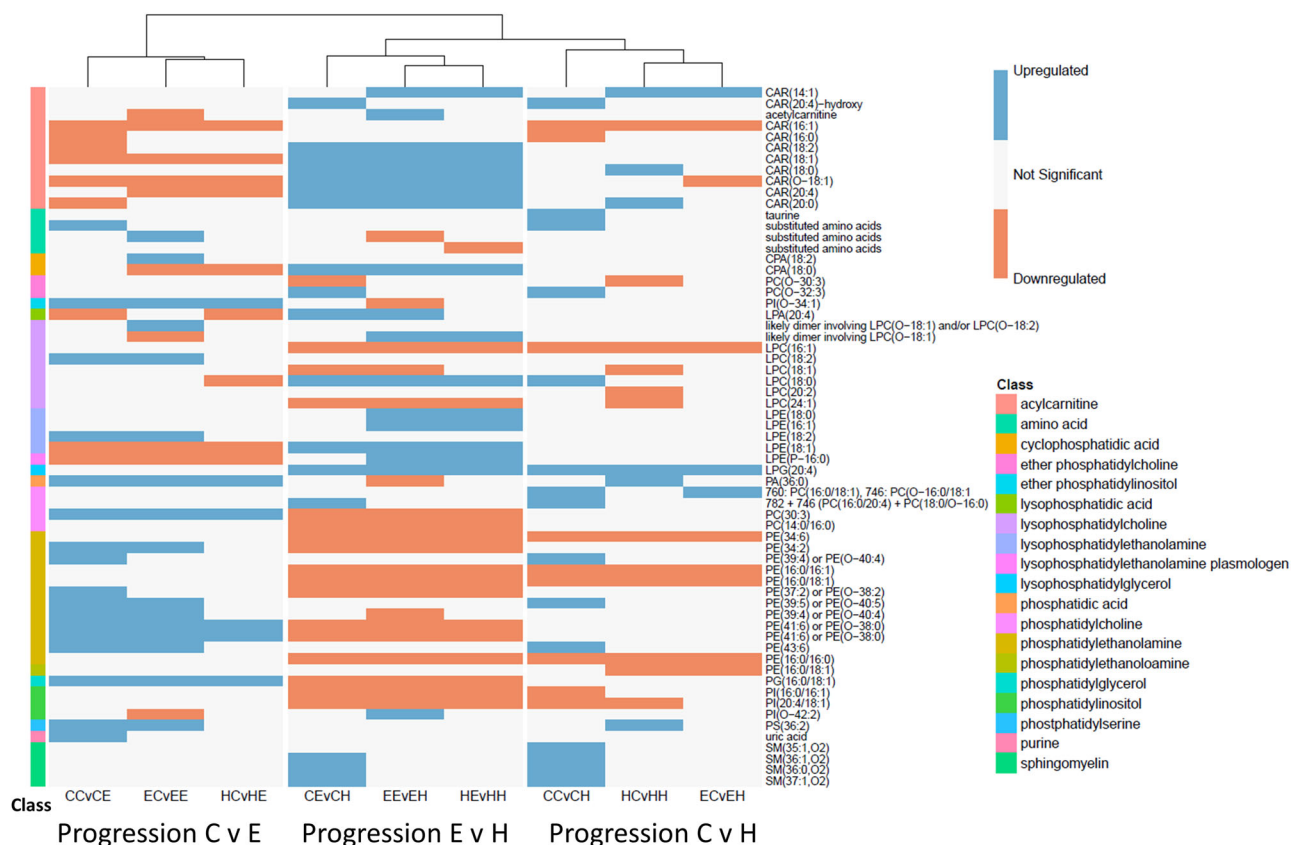 CAR(14:1)
CAR(20:4)−hydroxy
acetylcarnitine
CAR(16:1)
CAR(16:0)
CAR(18:2)
CAR(18:1)
CAR(18:0)
CAR(O−18:1)
CAR(20:4)
CAR(20:0)
taurine
substituted amino acids
substituted amino acids
substituted amino acids
CPA(18:2)
CPA(18:0)
PC(O−30:3)
PC(O−32:3)
PI(O−34:1)
LPA(20:4)
likely dimer involving LPC(O−18:1) and/or LPC(O−18:2)
likely dimer involving LPC(O−18:1)
LPC(16:1)
LPC(18:2)
LPC(18:1)
LPC(18:0)
LPC(20:2)
LPC(24:1)
LPE(18:0)
LPE(16:1)
LPE(18:2)
LPE(18:1)
LPE(P−16:0)
LPG(20:4)
PA(36:0)
760: PC(16:0/18:1), 746: PC(O−16:0/18:1
782 + 746 (PC(16:0/20:4) + PC(18:0/O−16:0)
PC(30:3)
PC(14:0/16:0)
PE(34:6)
PE(34:2)
PE(39:4) or PE(O−40:4)
PE(16:0/16:1)
PE(16:0/18:1)
PE(37:2) or PE(O−38:2)
PE(39:5) or PE(O−40:5)
PE(39:4) or PE(O−40:4)
PE(41:6) or PE(O−38:0)
PE(41:6) or PE(O−38:0)
PE(43:6)
PE(16:0/16:0)
PE(16:0/18:1)
PG(16:0/18:1)
PI(16:0/16:1)
PI(20:4/18:1)
PI(O−42:2)
PS(36:2)
uric acid
SM(35:1,O2)
SM(36:1,O2)
SM(36:0,O2)
SM(37:1,O2)
Upregulated
Not Significant
Downregulated
Class
acylcarnitine
amino acid
cyclophosphatidic acid
ether phosphatidylcholine
ether phosphatidylinositol
lysophosphatidic acid
lysophosphatidylcholine
lysophosphatidylethanolamine
lysophosphatidylethanolamine plasmologen
lysophosphatidylglycerol
phosphatidic acid
phosphatidylcholine
phosphatidylethanolamine
phosphatidylethanoloamine
phosphatidylglycerol
phosphatidylinositol
phostphatidylserine
purine
sphingomyelin
Class CCvCE ECvEE HCvHE CEvCH EEvEH HEvHH CCvCH HCvHH ECvEH
Progression C v E Progression E v H Progression C v H